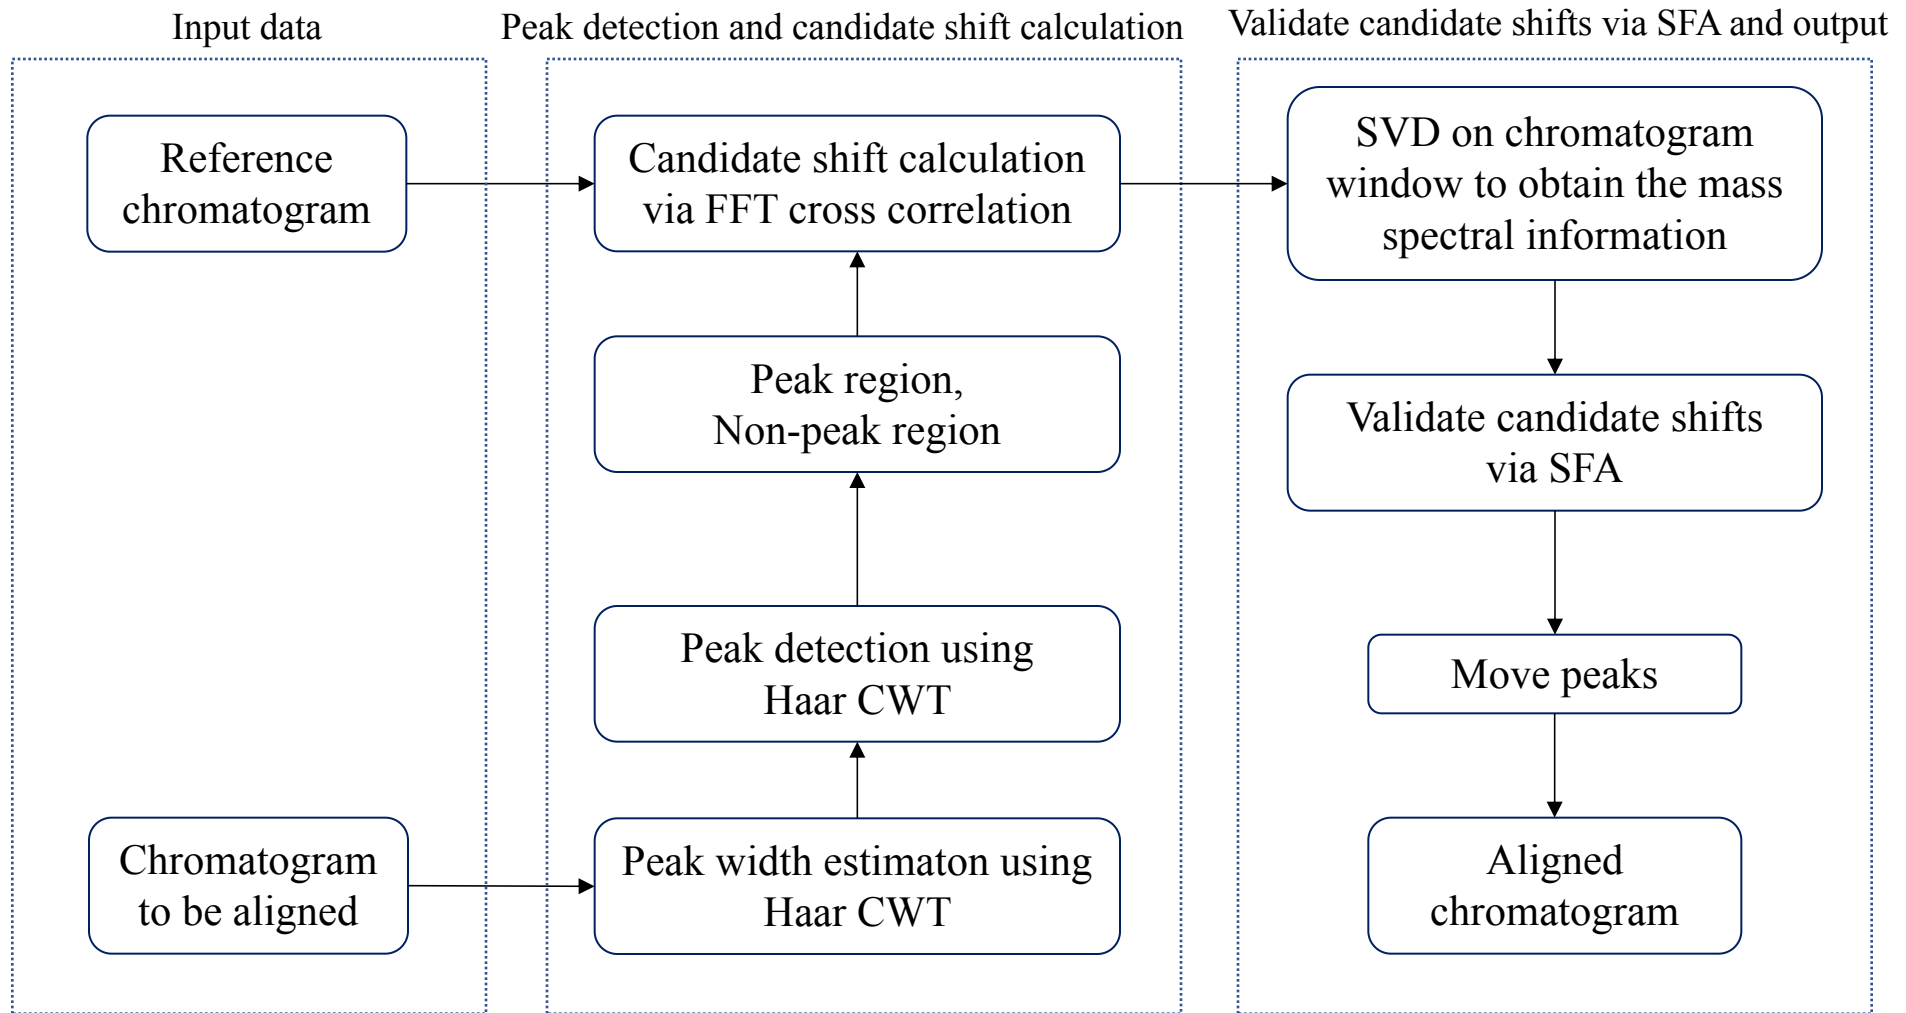 Input data
Reference
chromatogram
Chromatogram
to be aligned
Peak detection and candidate shift calculation
Candidate shift calculation
via FFT cross correlation
Peak region,
Non-peak region
Peak detection using
Haar CWT
Peak width estimaton using
Haar CWT
Validate candidate shifts via SFA and output
SVD on chromatogram
window to obtain the mass
spectral information
Validate candidate shifts
via SFA
Move peaks
Aligned
chromatogram